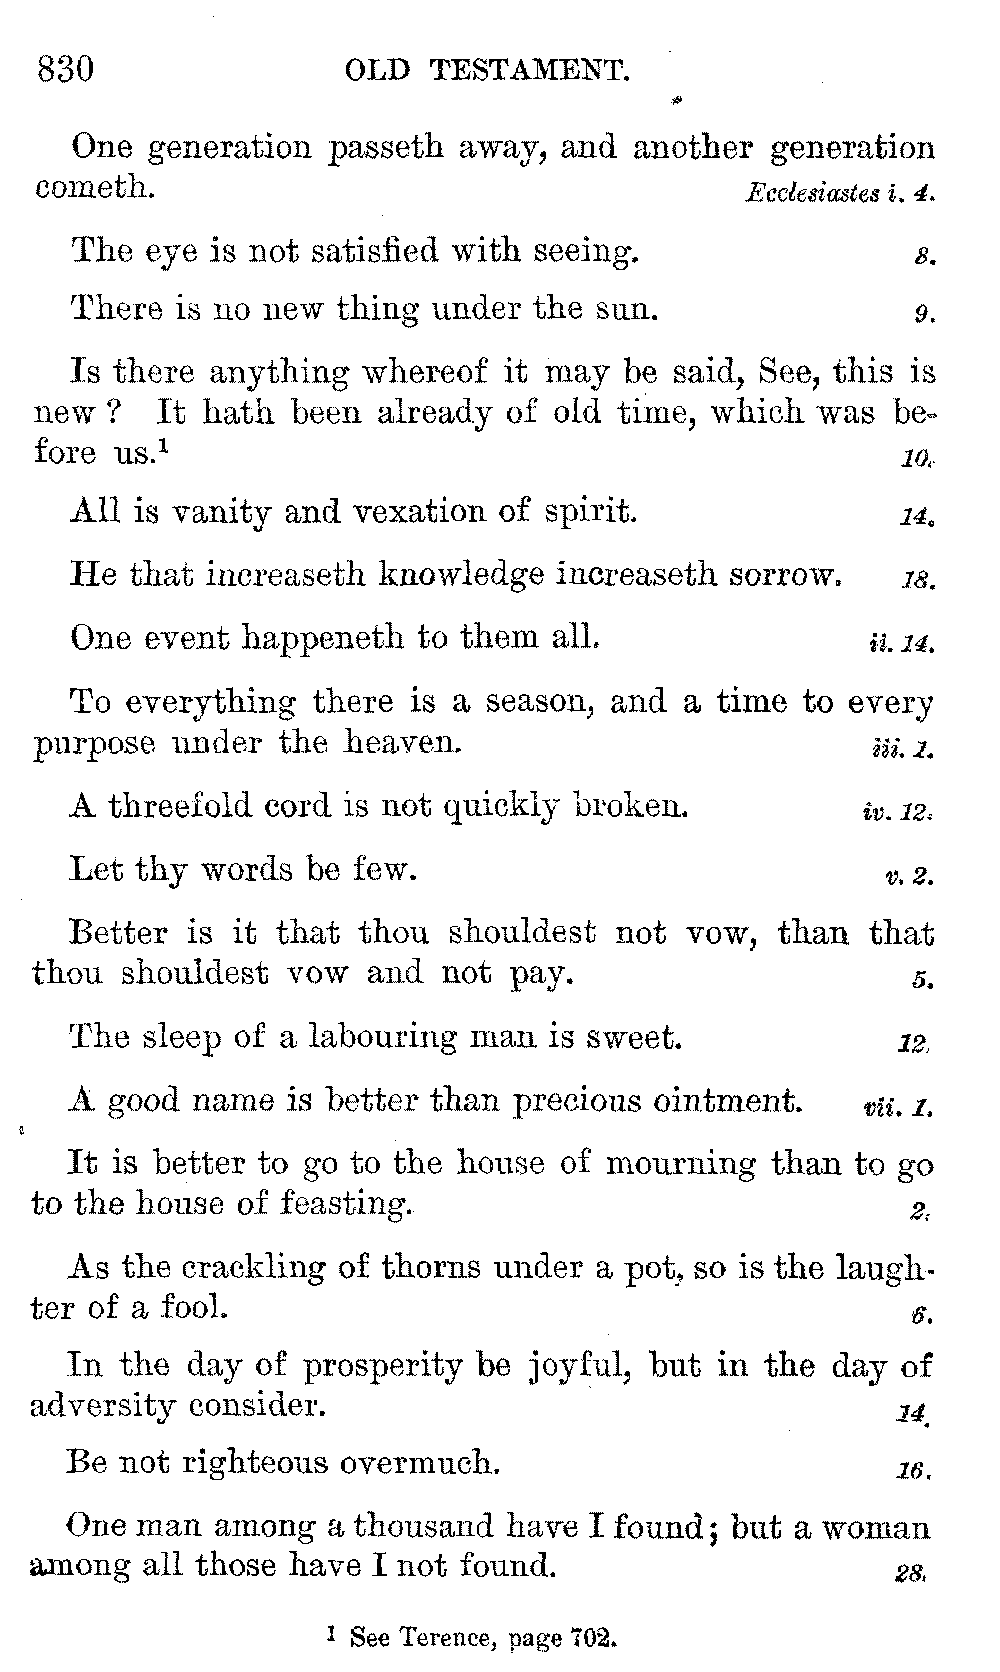 830 OLD TESTAMENT.
One generation passeth away, and another generation
cometh. Ecclesiastes i. 4.
The eye is not satisfied with seeing. 8.
There is no new thing under the sun. 9.
Is there anything whereof it may be said, See, this is
new ? It hath been already of old time, which was be-
fore us.¹ 10.
All is vanity and vexation of spirit. 14.
He that increaseth knowledge increaseth sorrow. 18.
One event happeneth to them all. ii. 14.
To everything there is a season, and a time to every
purpose under the heaven. iii. 1.
A threefold cord is not quickly broken. iv. 12.
Let thy words be few. v. 2.
Better is it that thou shouldest not vow, than that
thou shouldest vow and not pay. 5.
The sleep of a labouring man is sweet. 12.
A good name is better than precious ointment. vii. 1.
It is better to go to the house of mourning than to go
to the house of feasting. 2.
As the crackling of thorns under a pot, so is the laugh-
ter of a fool. 6.
In the day of prosperity be joyful, but in the day of
adversity consider. 14.
Be not righteous overmuch. 16.
One man among a thousand have I found; but a woman
among all those have I not found. 28.
¹ See Terence, page 702.